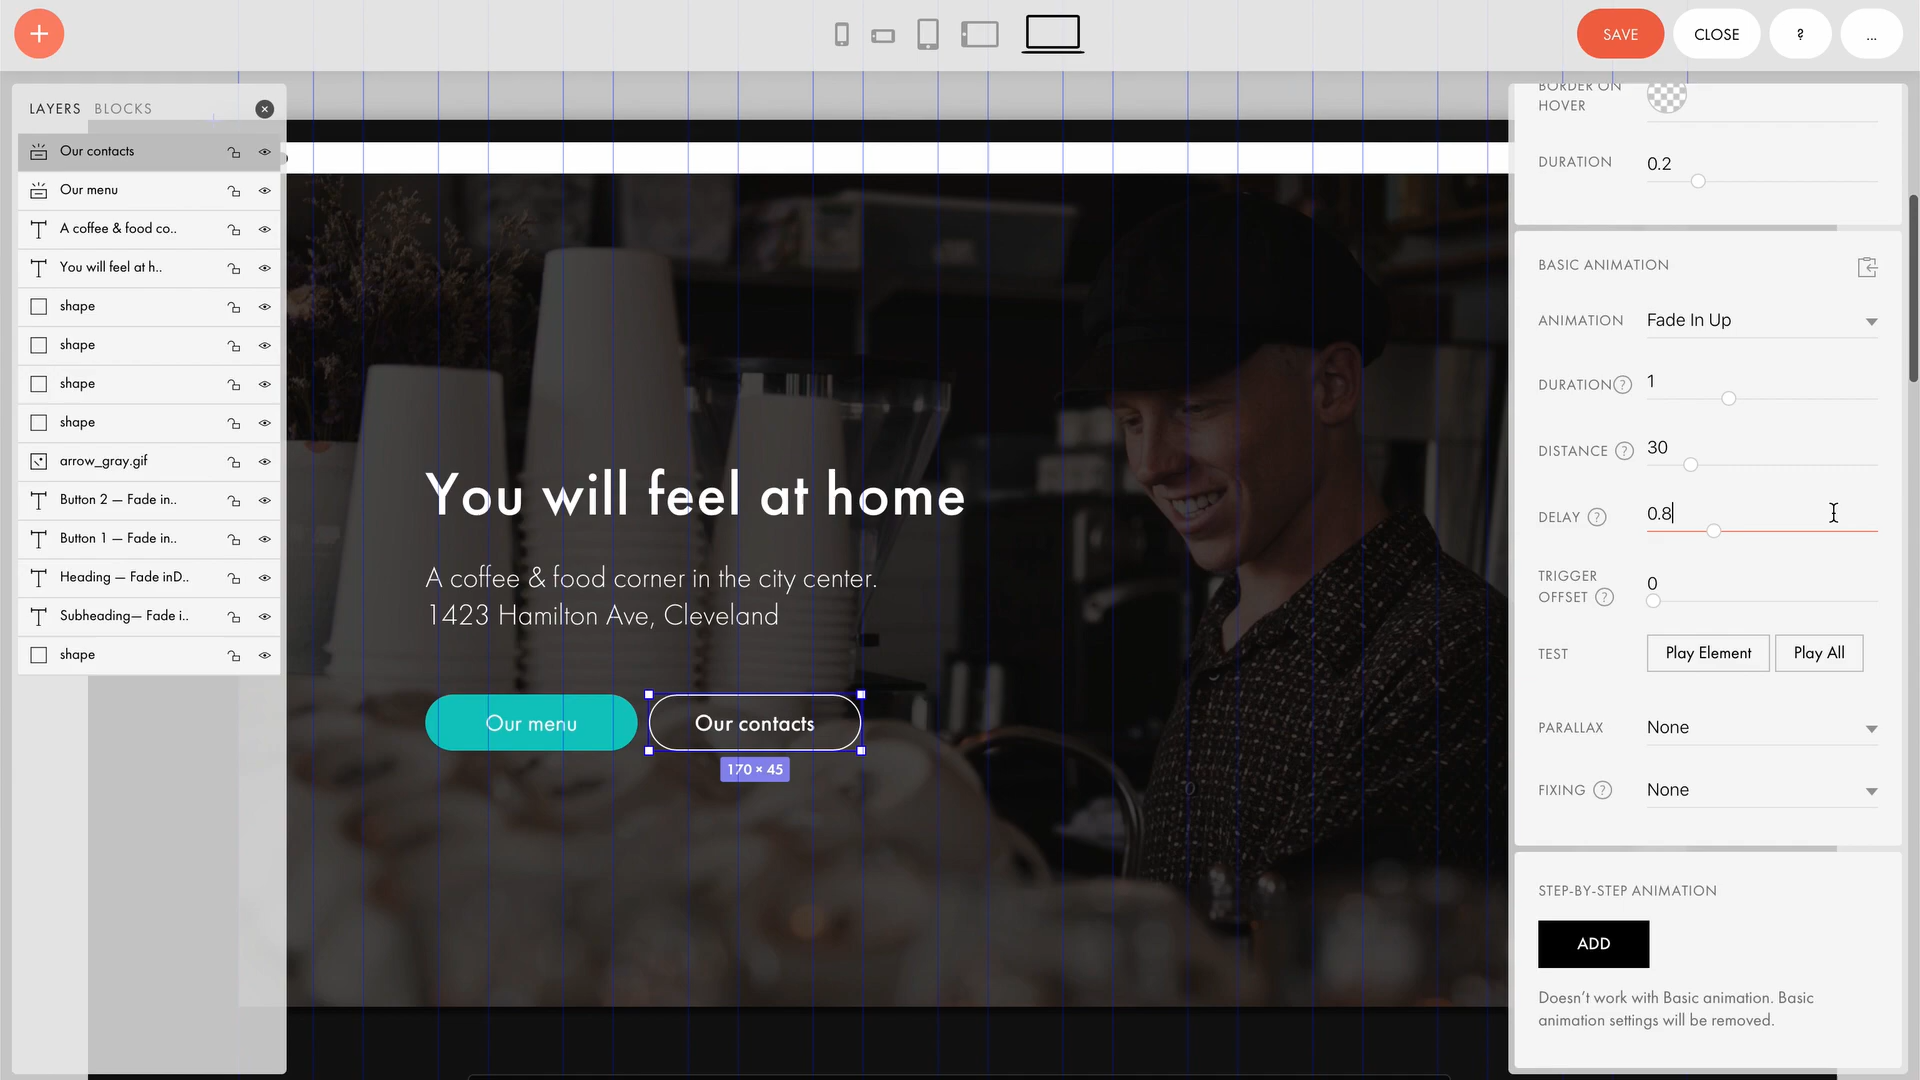 +
SAVE
CLOSE
?
...
LAYERS
BLOCKS
Our contacts
Our menu
A coffee & food co..
You will feel at h..
shape
shape
shape
shape
arrow_gray.gif
Button 2 — Fade in..
Button 1 — Fade in..
Heading — Fade inD..
Subheading— Fade i..
shape
You will feel at home
A coffee & food corner in the city center.
1423 Hamilton Ave, Cleveland
Our menu
Our contacts
170 × 45
BORDER ON
HOVER
DURATION
0.2
BASIC ANIMATION
ANIMATION
Fade In Up
DURATION ?
1
DISTANCE ?
30
DELAY ?
0.8
TRIGGER
OFFSET ?
0
TEST
Play Element
Play All
PARALLAX
None
FIXING ?
None
STEP-BY-STEP ANIMATION
ADD
Doesn’t work with Basic animation. Basic
animation settings will be removed.